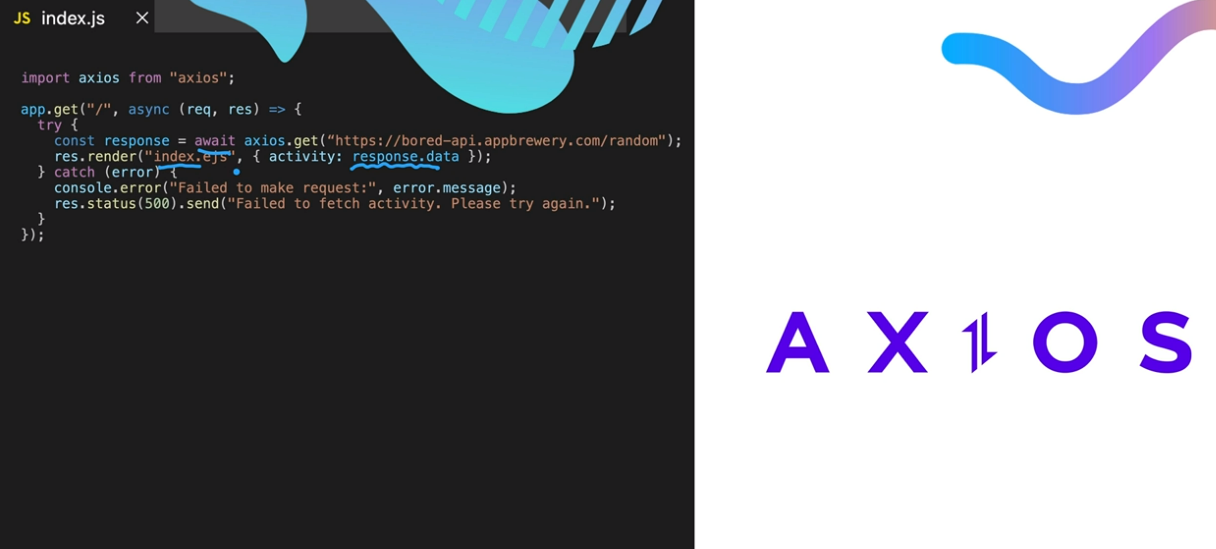 JS index.js
import axios from "axios";
app.get("/", async (req, res) => {
try {
const response = await axios.get(“https://bored-api.appbrewery.com/random");
res.render("index.ejs", { activity: response.data });
} catch (error) {
console.error("Failed to make request:", error.message);
res.status(500).send("Failed to fetch activity. Please try again.");
}
});
AXIOS